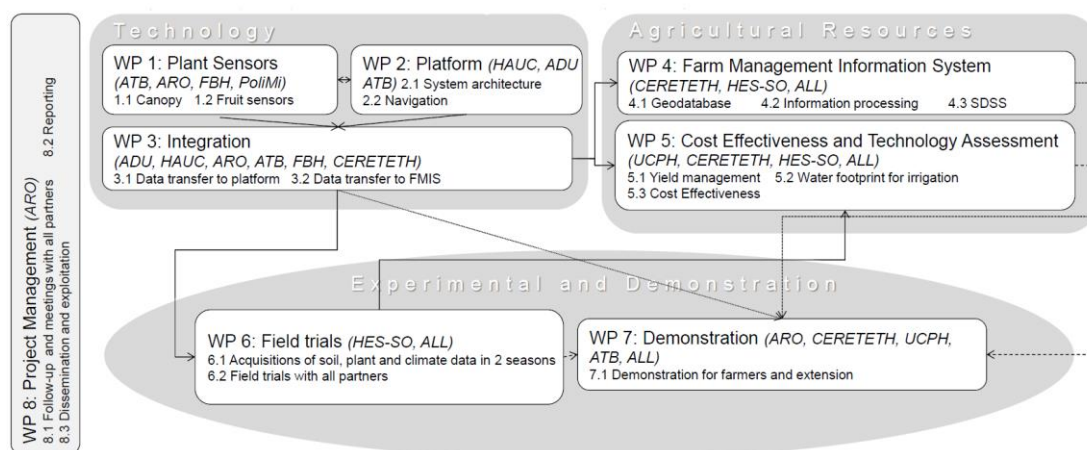 Technology
WP 1: Plant Sensors
(ATB, ARO, FBH, PoliMi)
1.1 Canopy 1.2 Fruit sensors
WP 2: Platform (HAUC, ADU
ATB) 2.1 System architecture
2.2 Navigation
WP 3: Integration
(ADU, HAUC, ARO, ATB, FBH, CERETETH)
3.1 Data transfer to platform 3.2 Data transfer to FMIS
Agricultural Resources
WP 4: Farm Management Information System
(CERETETH, HES-SO, ALL)
4.1 Geodatabase 4.2 Information processing 4.3 SDSS
WP 5: Cost Effectiveness and Technology Assessment
(UCPH, CERETETH, HES-SO, ALL)
5.1 Yield management 5.2 Water footprint for irrigation
5.3 Cost Effectiveness
Experimental and Demonstration
WP 6: Field trials (HES-SO, ALL)
6.1 Acquisitions of soil, plant and climate data in 2 seasons
6.2 Field trials with all partners
WP 7: Demonstration (ARO, CERETETH, UCPH,
ATB, ALL)
7.1 Demonstration for farmers and extension
WP 8: Project Management (ARO)
8.1 Follow-up and meetings with all partners 8.2 Reporting
8.3 Dissemination and exploitation